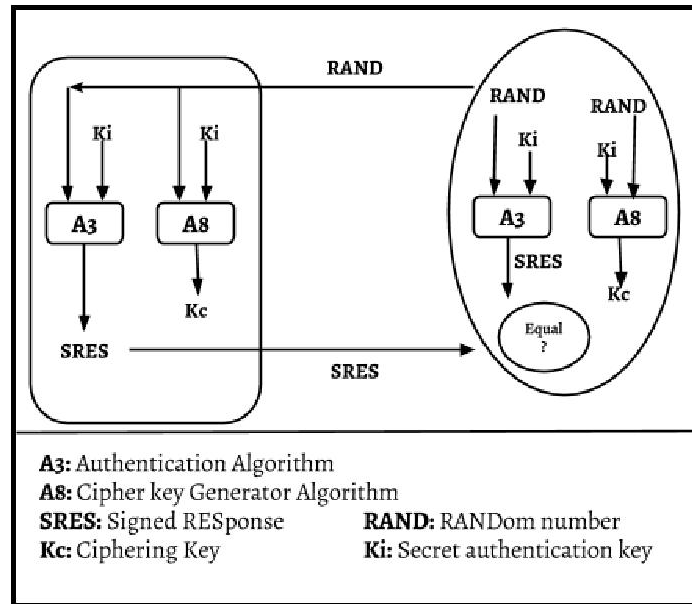 RAND
RAND
RAND
Ki
Ki
Ki
Ki
A3
A8
A3
A8
SRES
Kc
Kc
SRES
Equal
?
SRES
A3: Authentication Algorithm
A8: Cipher key Generator Algorithm
SRES: Signed RESponse RAND: RANDom number
Kc: Ciphering Key Ki: Secret authentication key